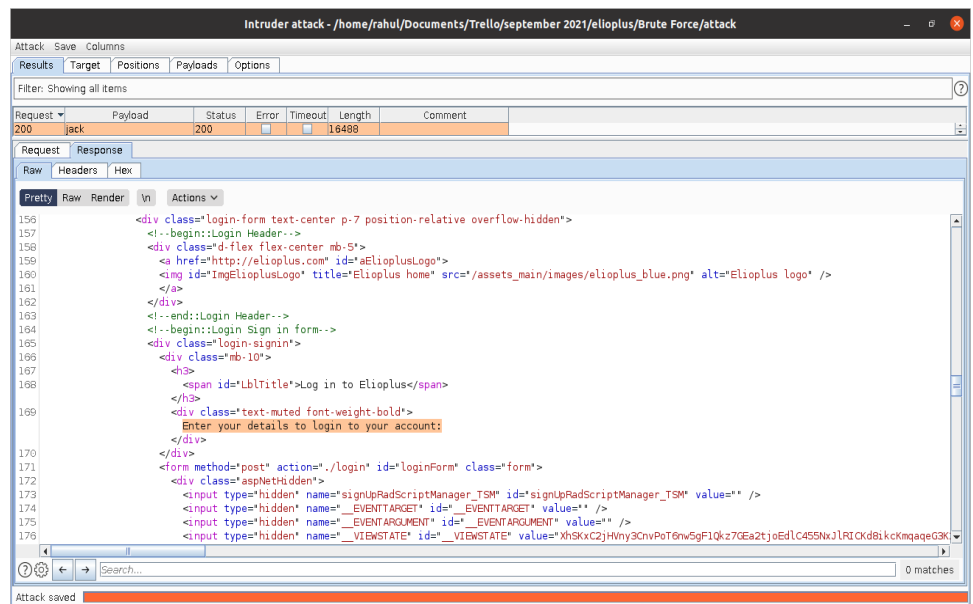 Intruder attack - /home/rahul/Documents/Trello/september 2021/elioplus/Brute Force/attack
Attack Save Columns
Results Target Positions Payloads Options
Filter: Showing all items
Request Payload Status Error Timeout Length Comment
200 jack 200 16488
Request Response
Raw Headers Hex
Pretty Raw Render \n Actions
156 <div class="login-form text-center p-7 position-relative overflow-hidden">
157 <!--begin::Login Header-->
158 <div class="d-flex flex-center mb-5">
159 <a href="http://elioplus.com" id="aElioplusLogo">
160 <img id="ImgElioplusLogo" title="Elioplus home" src="/assets_main/images/elioplus_blue.png" alt="Elioplus logo" />
161 </a>
162 </div>
163 <!--end::Login Header-->
164 <!--begin::Login Sign in form-->
165 <div class="login-signin">
166 <div class="mb-10">
167 <h3>
168 <span id="LblTitle">Log in to Elioplus</span>
</h3>
169 <div class="text-muted font-weight-bold">
Enter your details to login to your account:
</div>
170 </div>
171 <form method="post" action="./login" id="loginForm" class="form">
172 <div class="aspNetHidden">
173 <input type="hidden" name="signUpRadScriptManager_TSM" id="signUpRadScriptManager_TSM" value="" />
174 <input type="hidden" name="__EVENTTARGET" id="__EVENTTARGET" value="" />
175 <input type="hidden" name="__EVENTARGUMENT" id="__EVENTARGUMENT" value="" />
176 <input type="hidden" name="__VIEWSTATE" id="__VIEWSTATE" value="XhSKxC2jHVny3CnvPoT6nw5gF1Qkz7GEa2tjoEdlC455NxJlRICKd8ikcKmqaqeG3K
Search... 0 matches
Attack saved